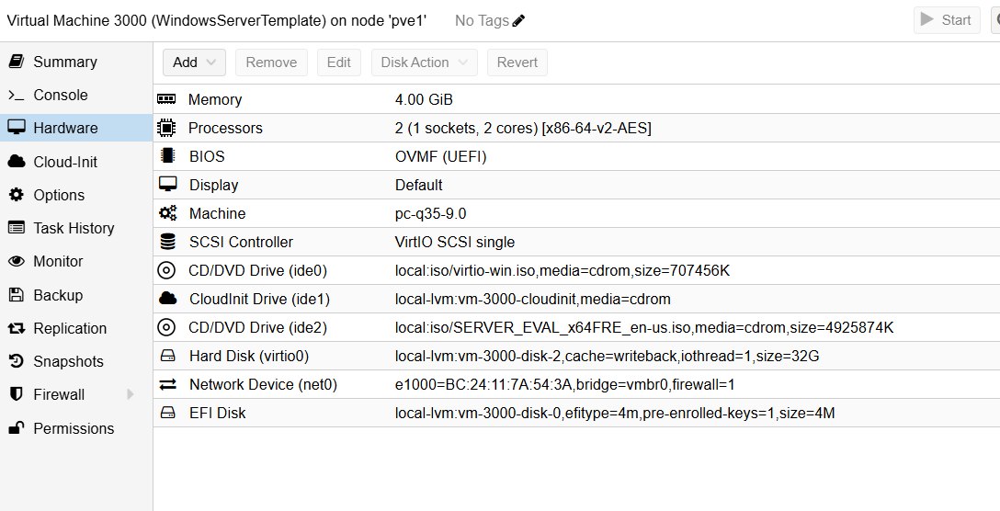 Virtual Machine 3000 (WindowsServerTemplate) on node 'pve1' No Tags Start
Summary
Console
Hardware
Cloud-Init
Options
Task History
Monitor
Backup
Replication
Snapshots
Firewall
Permissions
Add Remove Edit Disk Action Revert
Memory 4.00 GiB
Processors 2 (1 sockets, 2 cores) [x86-64-v2-AES]
BIOS OVMF (UEFI)
Display Default
Machine pc-q35-9.0
SCSI Controller VirtIO SCSI single
CD/DVD Drive (ide0) local:iso/virtio-win.iso,media=cdrom,size=707456K
CloudInit Drive (ide1) local-lvm:vm-3000-cloudinit,media=cdrom
CD/DVD Drive (ide2) local:iso/SERVER_EVAL_x64FRE_en-us.iso,media=cdrom,size=4925874K
Hard Disk (virtio0) local-lvm:vm-3000-disk-2,cache=writeback,iothread=1,size=32G
Network Device (net0) e1000=BC:24:11:7A:54:3A,bridge=vmbr0,firewall=1
EFI Disk local-lvm:vm-3000-disk-0,efitype=4m,pre-enrolled-keys=1,size=4M